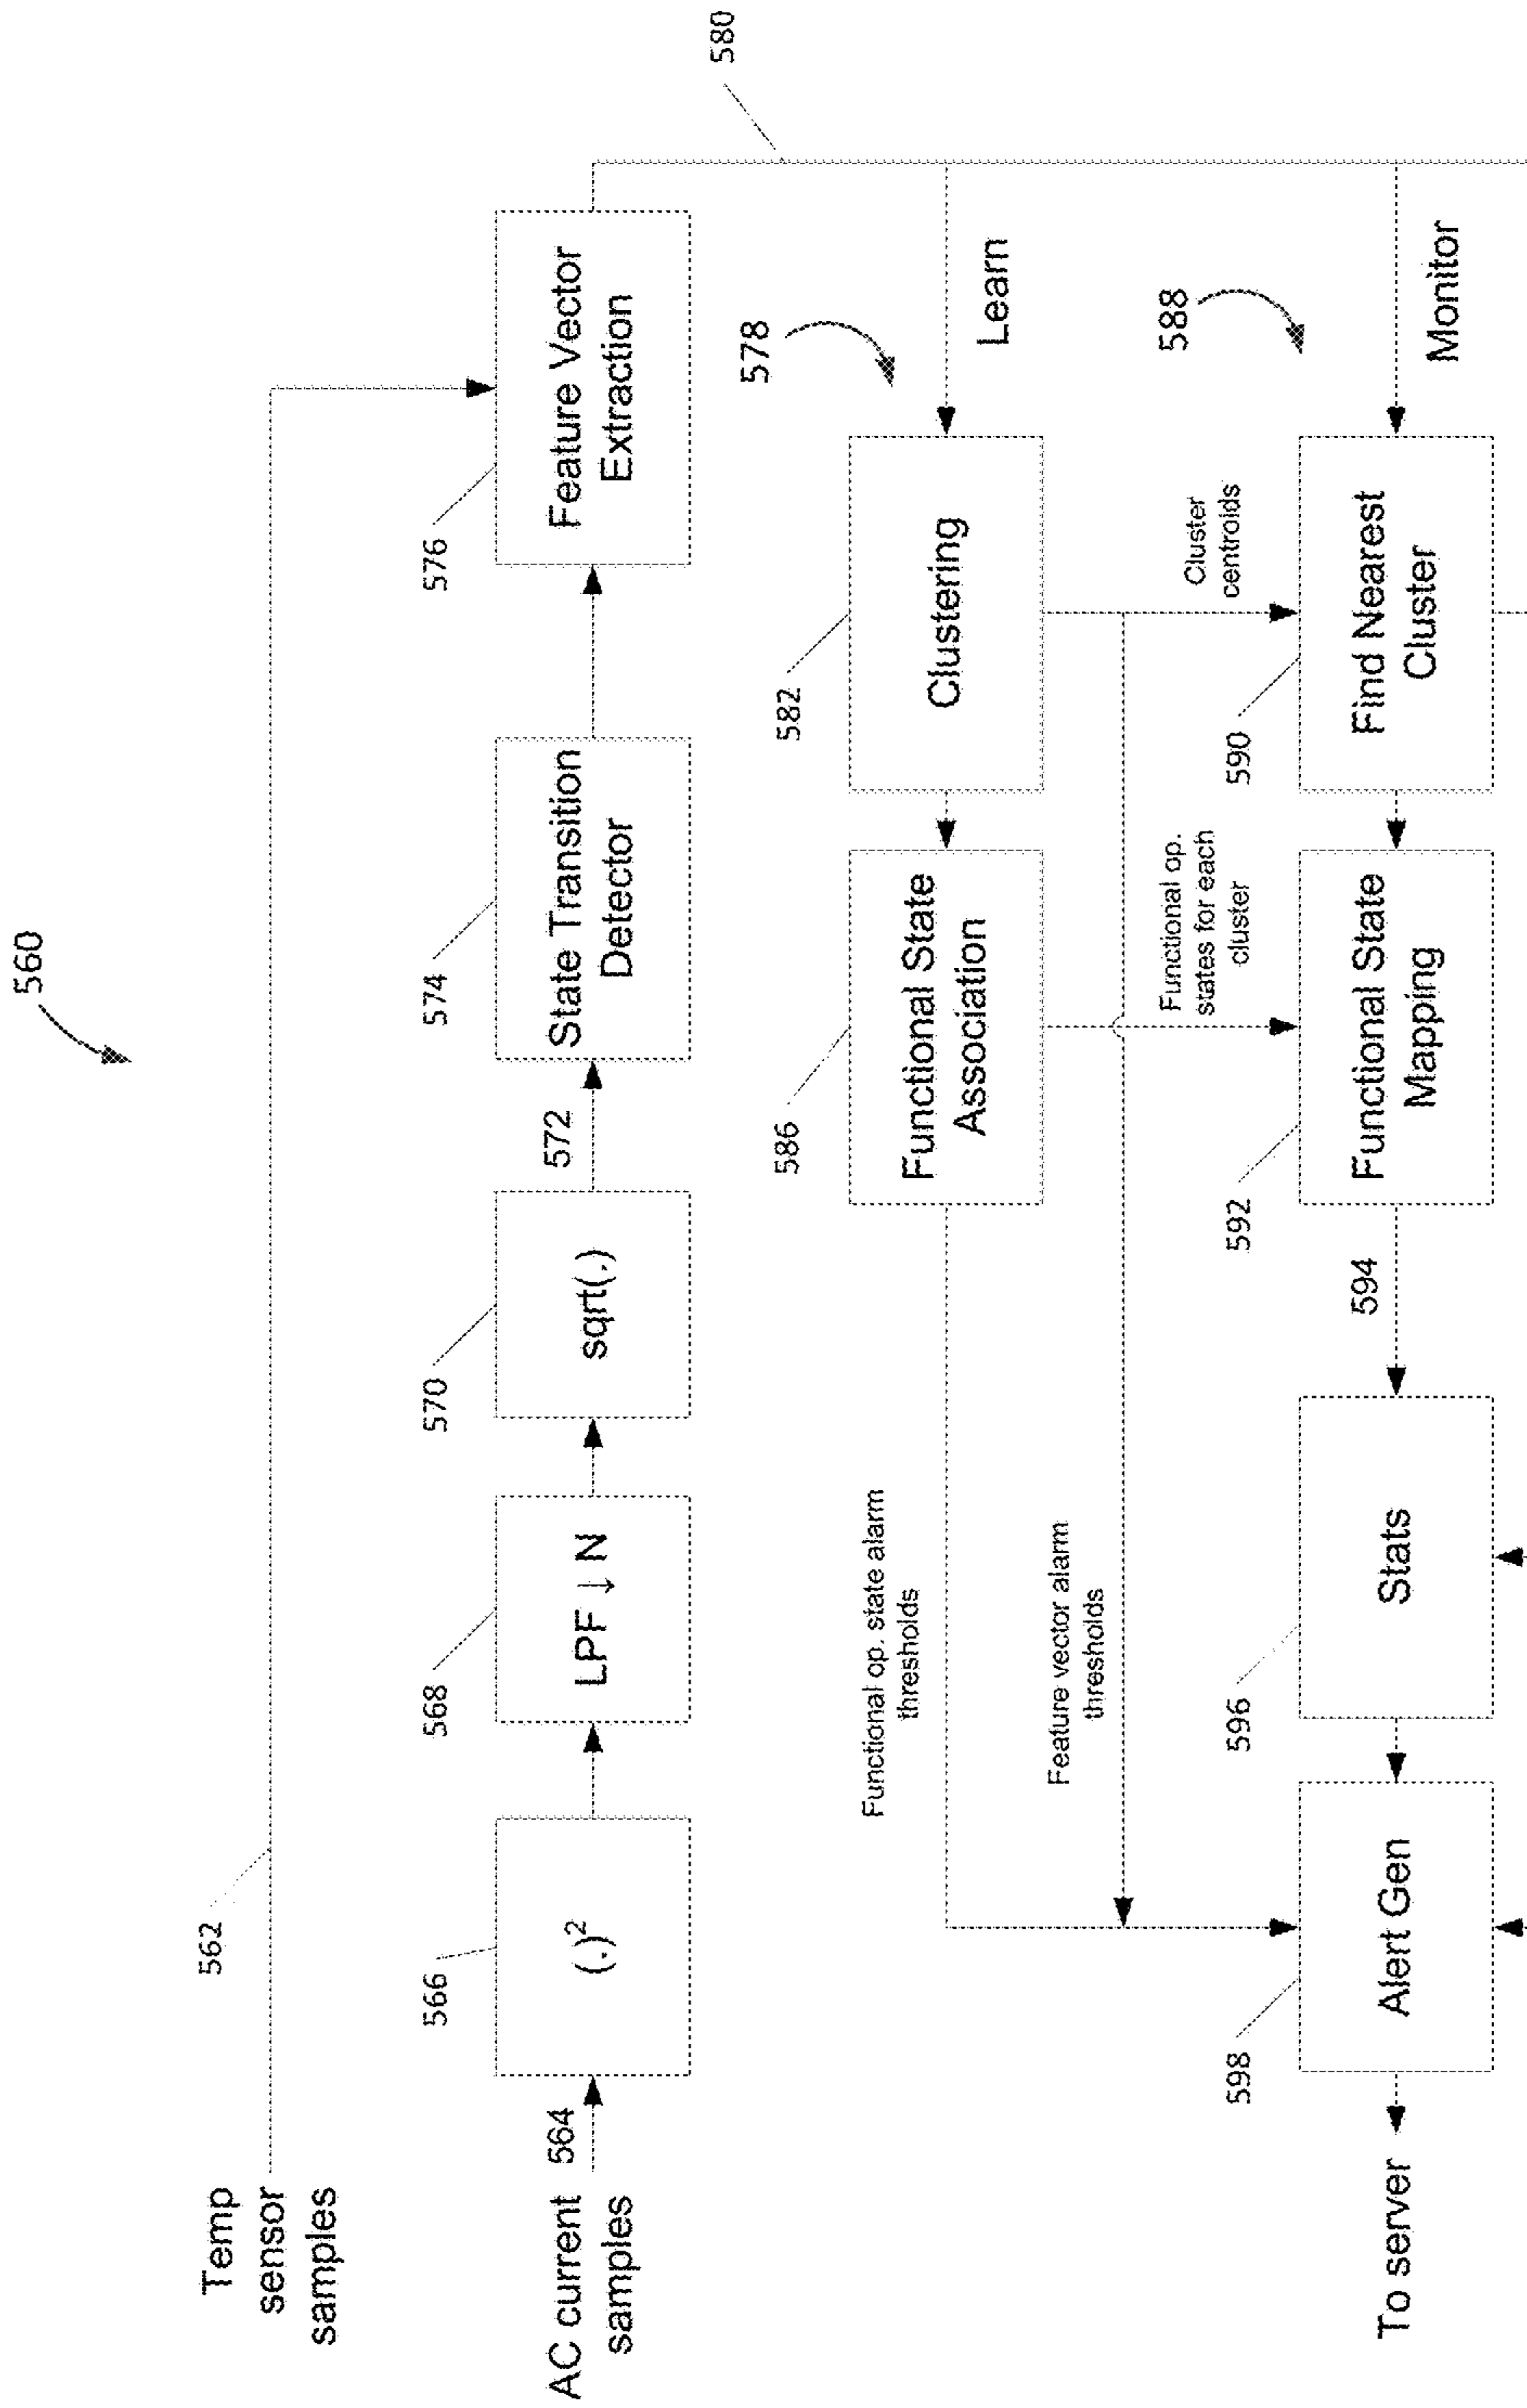 560
Temp
sensor
samples
562
AC current
samples
564
566
(.)²
568
LPF ↓ N
570
sqrt(.)
572
574
State Transition
Detector
576
Feature Vector
Extraction
580
578
Learn
582
Clustering
586
Functional State
Association
Functional op. state alarm
thresholds
Feature vector alarm
thresholds
Functional op.
states for each
cluster
Cluster
centroids
588
Monitor
590
Find Nearest
Cluster
592
Functional State
Mapping
594
596
Stats
598
Alert Gen
To server